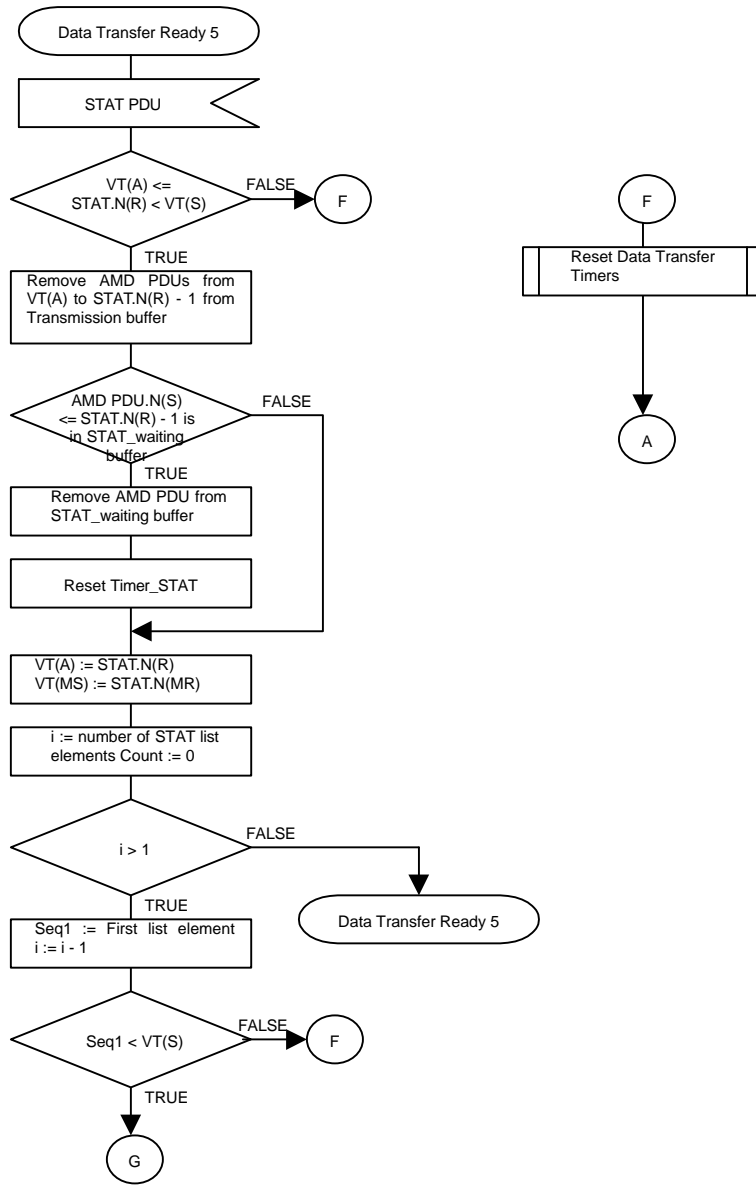 Data Transfer Ready 5
STAT PDU
VT(A) <=
STAT.N(R) < VT(S)
FALSE
F
TRUE
Remove AMD PDUs from
VT(A) to STAT.N(R) - 1 from
Transmission buffer
AMD PDU.N(S)
<= STAT.N(R) - 1 is
in STAT_waiting
buffer
FALSE
TRUE
Remove AMD PDU from
STAT_waiting buffer
Reset Timer_STAT
VT(A) := STAT.N(R)
VT(MS) := STAT.N(MR)
i := number of STAT list
elements Count := 0
i > 1
FALSE
Data Transfer Ready 5
TRUE
Seq1 := First list element
i := i - 1
Seq1 < VT(S)
FALSE
F
TRUE
G
F
Reset Data Transfer
Timers
A